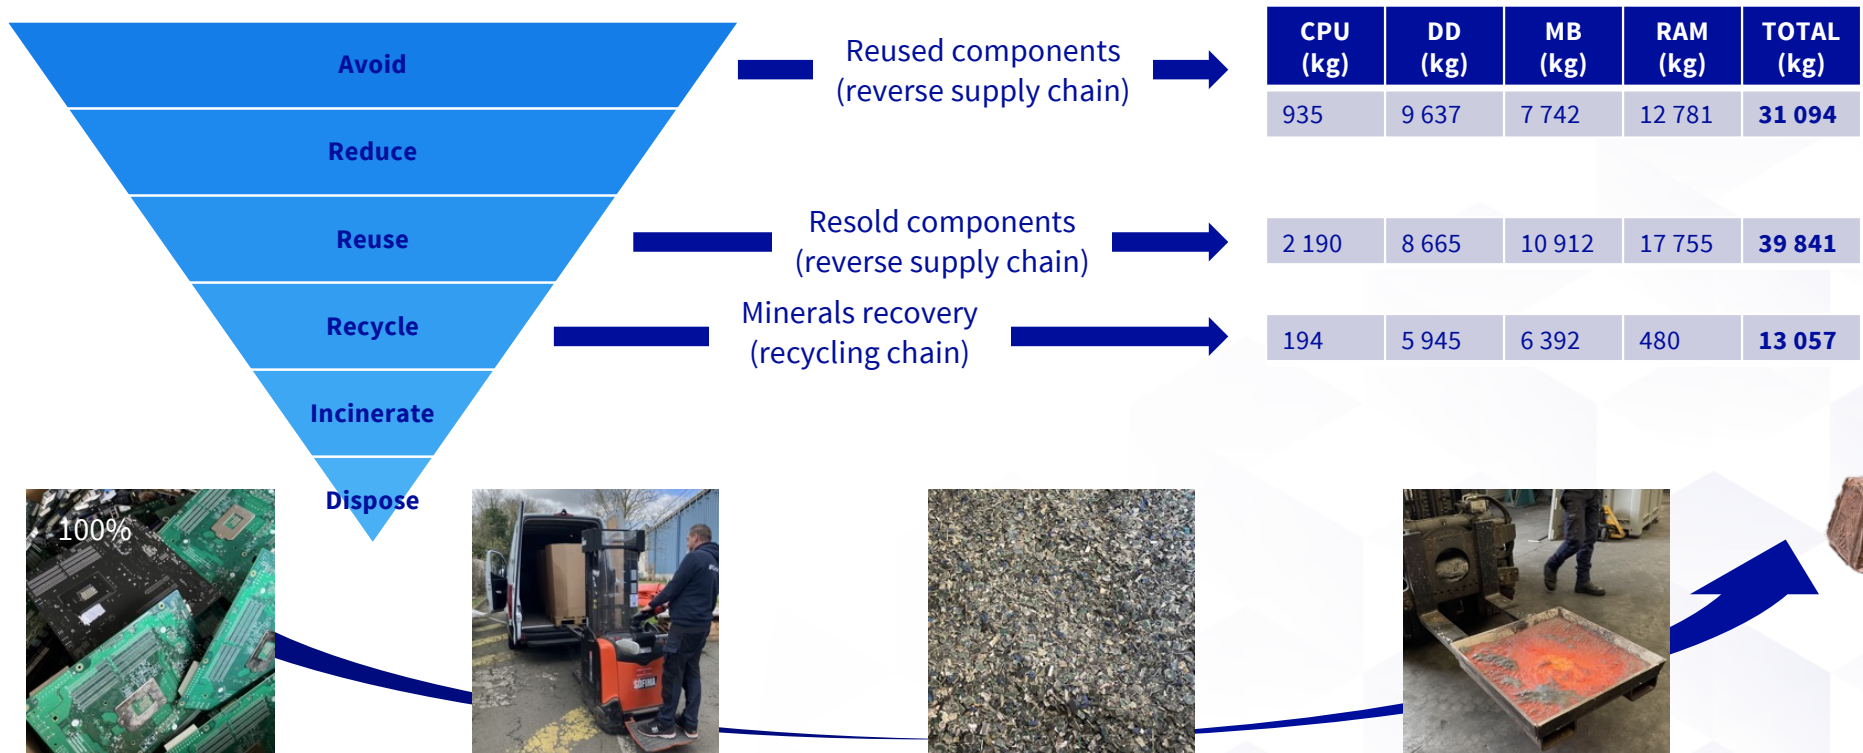 Avoid
Reduce
Reuse
Recycle
Incinerate
Dispose
Reused components
(reverse supply chain)
Resold components
(reverse supply chain)
Minerals recovery
(recycling chain)
CPU (kg) DD (kg) MB (kg) RAM (kg) TOTAL (kg)
935 9 637 7 742 12 781 31 094
2 190 8 665 10 912 17 755 39 841
194 5 945 6 392 480 13 057
100%
SOFIMA